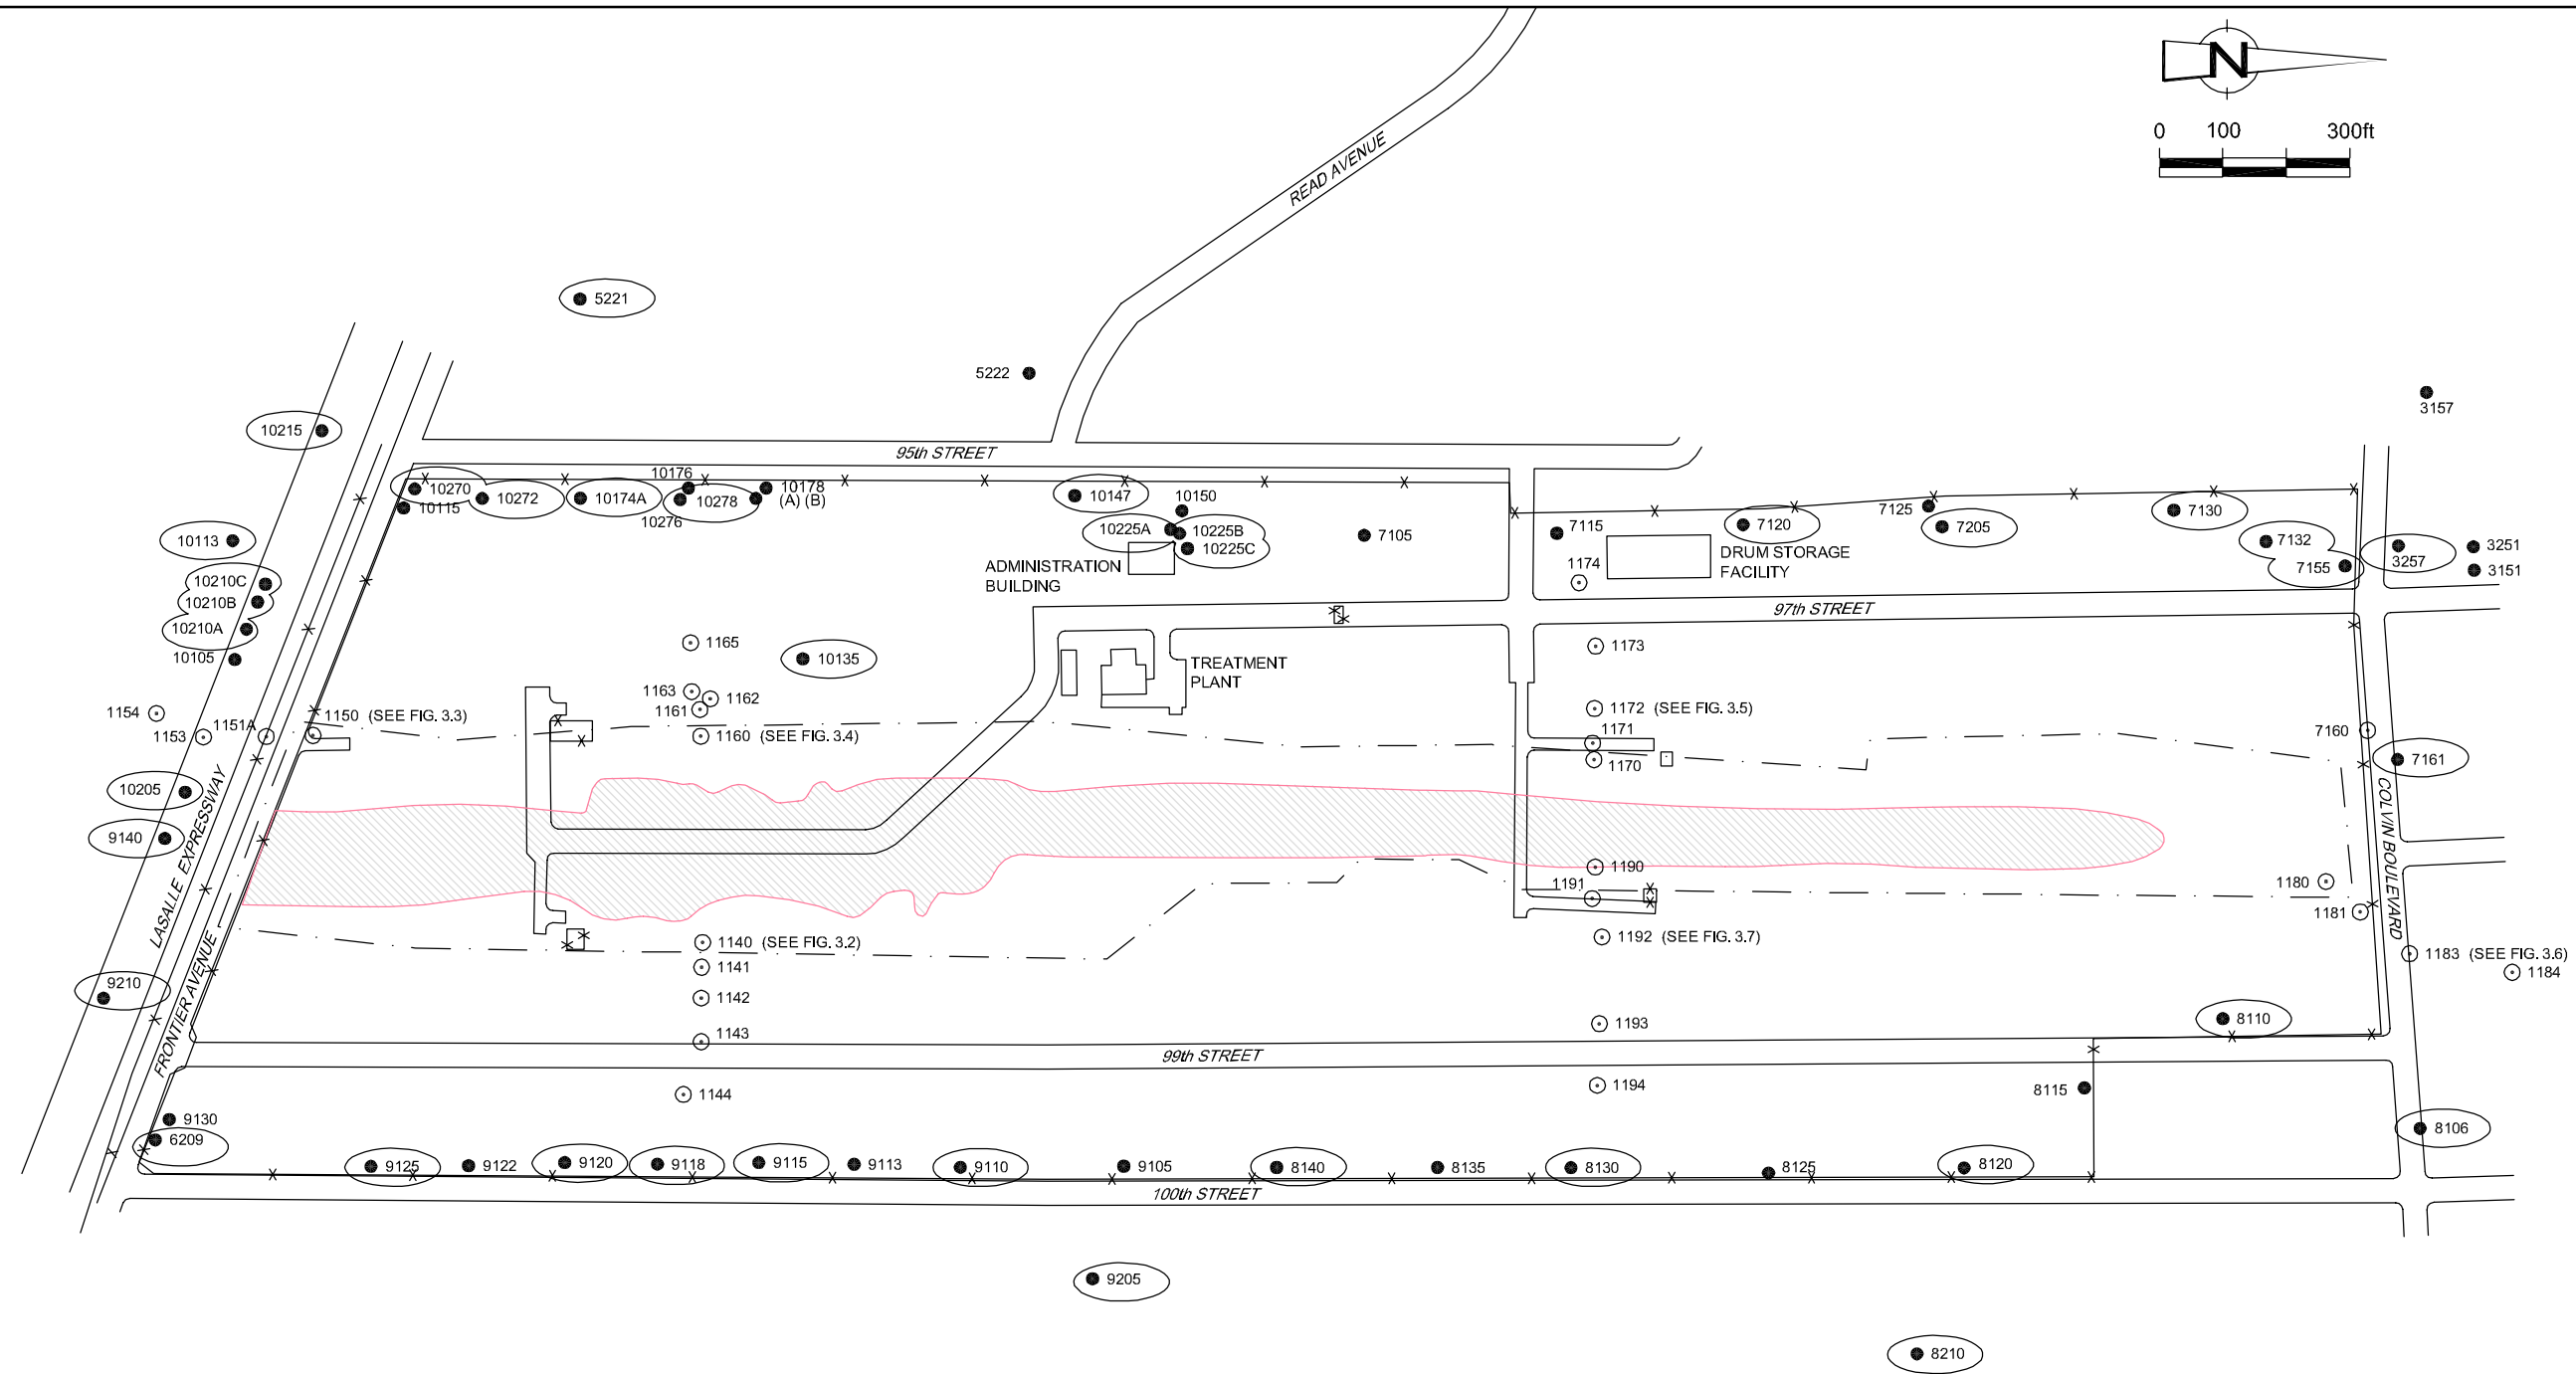 N
0 100 300ft
READ AVENUE
5221
5222
3157
10215
95th STREET
10176
10270
10272
10174A
10278
10178
(A) (B)
10147
10150
10115
10276
7125
7120
7205
7130
10113
10225A
10225B
10225C
7105
7115
7132
3257
3251
ADMINISTRATION
BUILDING
DRUM STORAGE
FACILITY
1174
7155
3151
10210C
10210B
10210A
10105
97th STREET
1165
10135
1173
TREATMENT
PLANT
1163
1162
1161
1154
1153
1151A
1150 (SEE FIG. 3.3)
1160 (SEE FIG. 3.4)
1172 (SEE FIG. 3.5)
1171
1170
7160
7161
10205
9140
LASALLE EXPRESSWAY
COLVIN BOULEVARD
1190
1191
1180
1181
1140 (SEE FIG. 3.2)
1192 (SEE FIG. 3.7)
1183 (SEE FIG. 3.6)
1184
1141
1142
1143
9210
FRONTIER AVENUE
8110
1193
99th STREET
1144
1194
8115
9130
6209
8106
9125
9122
9120
9118
9115
9113
9110
9105
8140
8135
8130
8125
8120
100th STREET
9205
8210